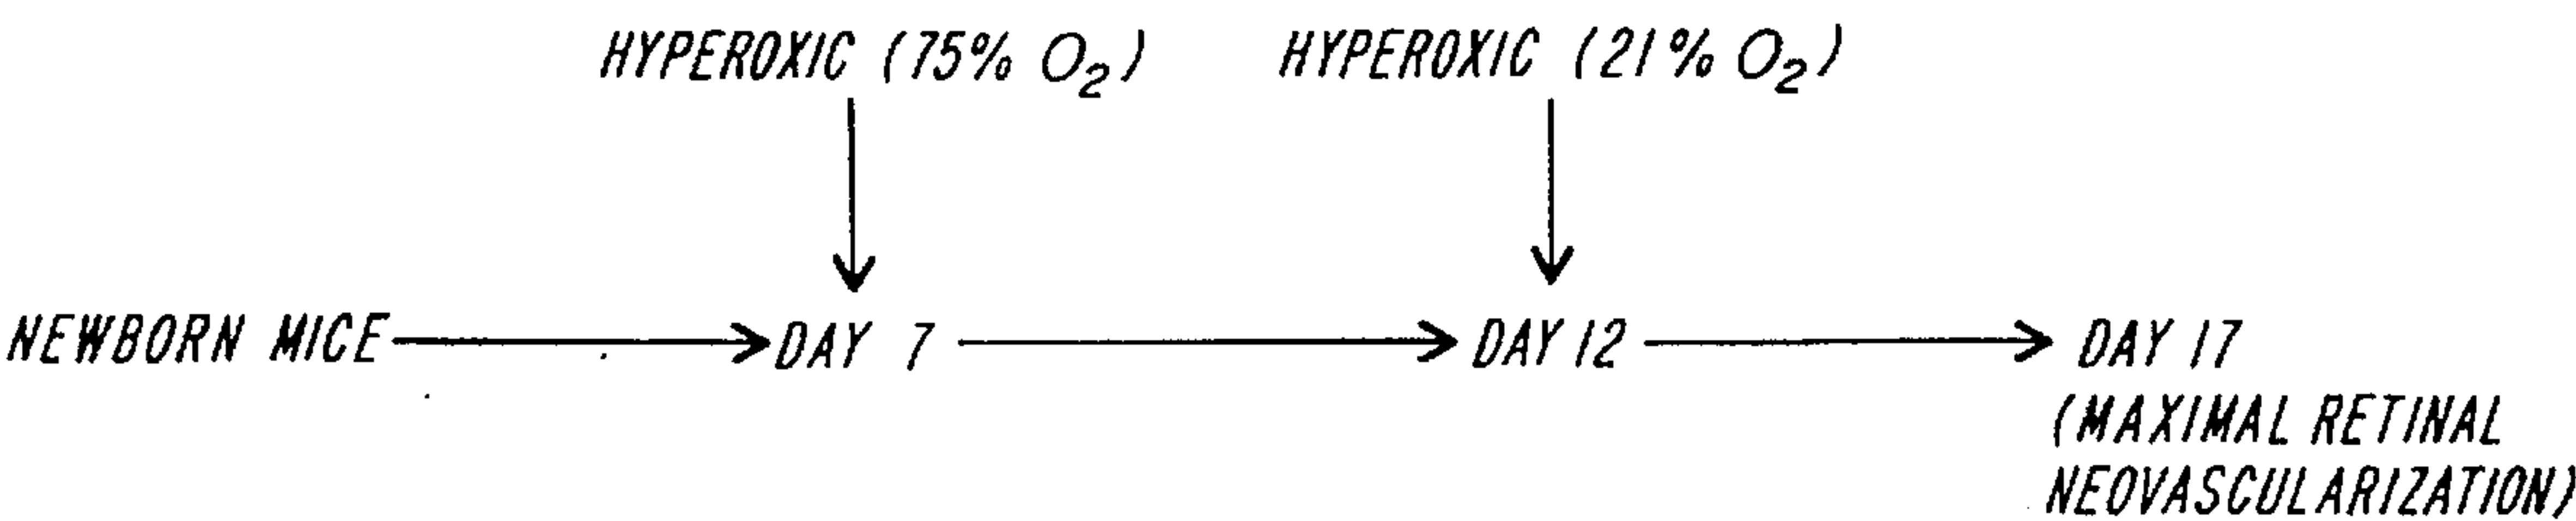 HYPEROXIC (75% O₂) HYPEROXIC (21% O₂)
NEWBORN MICE DAY 7 DAY 12 DAY 17
(MAXIMAL RETINAL
NEOVASCULARIZATION)